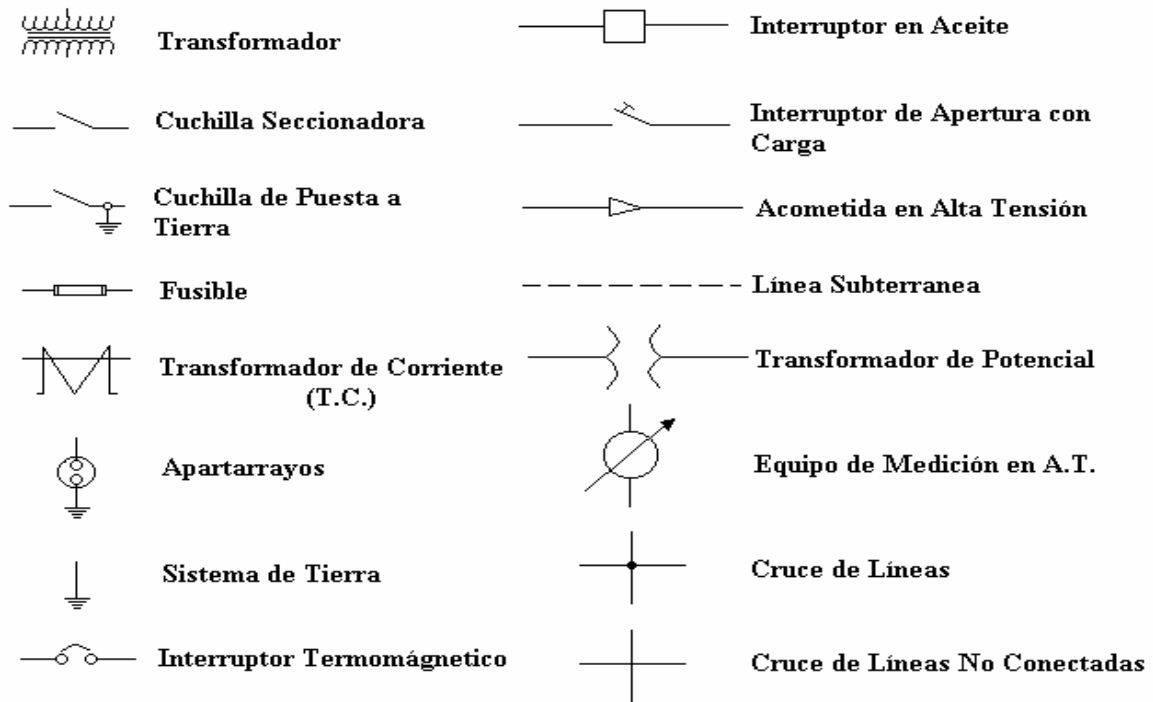 Transformador
Interruptor en Aceite
Cuchilla Seccionadora
Interruptor de Apertura con
Carga
Cuchilla de Puesta a
Tierra
Acometida en Alta Tensión
Fusible
Línea Subterranea
Transformador de Corriente
(T.C.)
Transformador de Potencial
Apartarrayos
Equipo de Medición en A.T.
Sistema de Tierra
Cruce de Líneas
Interruptor Termomágnetico
Cruce de Líneas No Conectadas